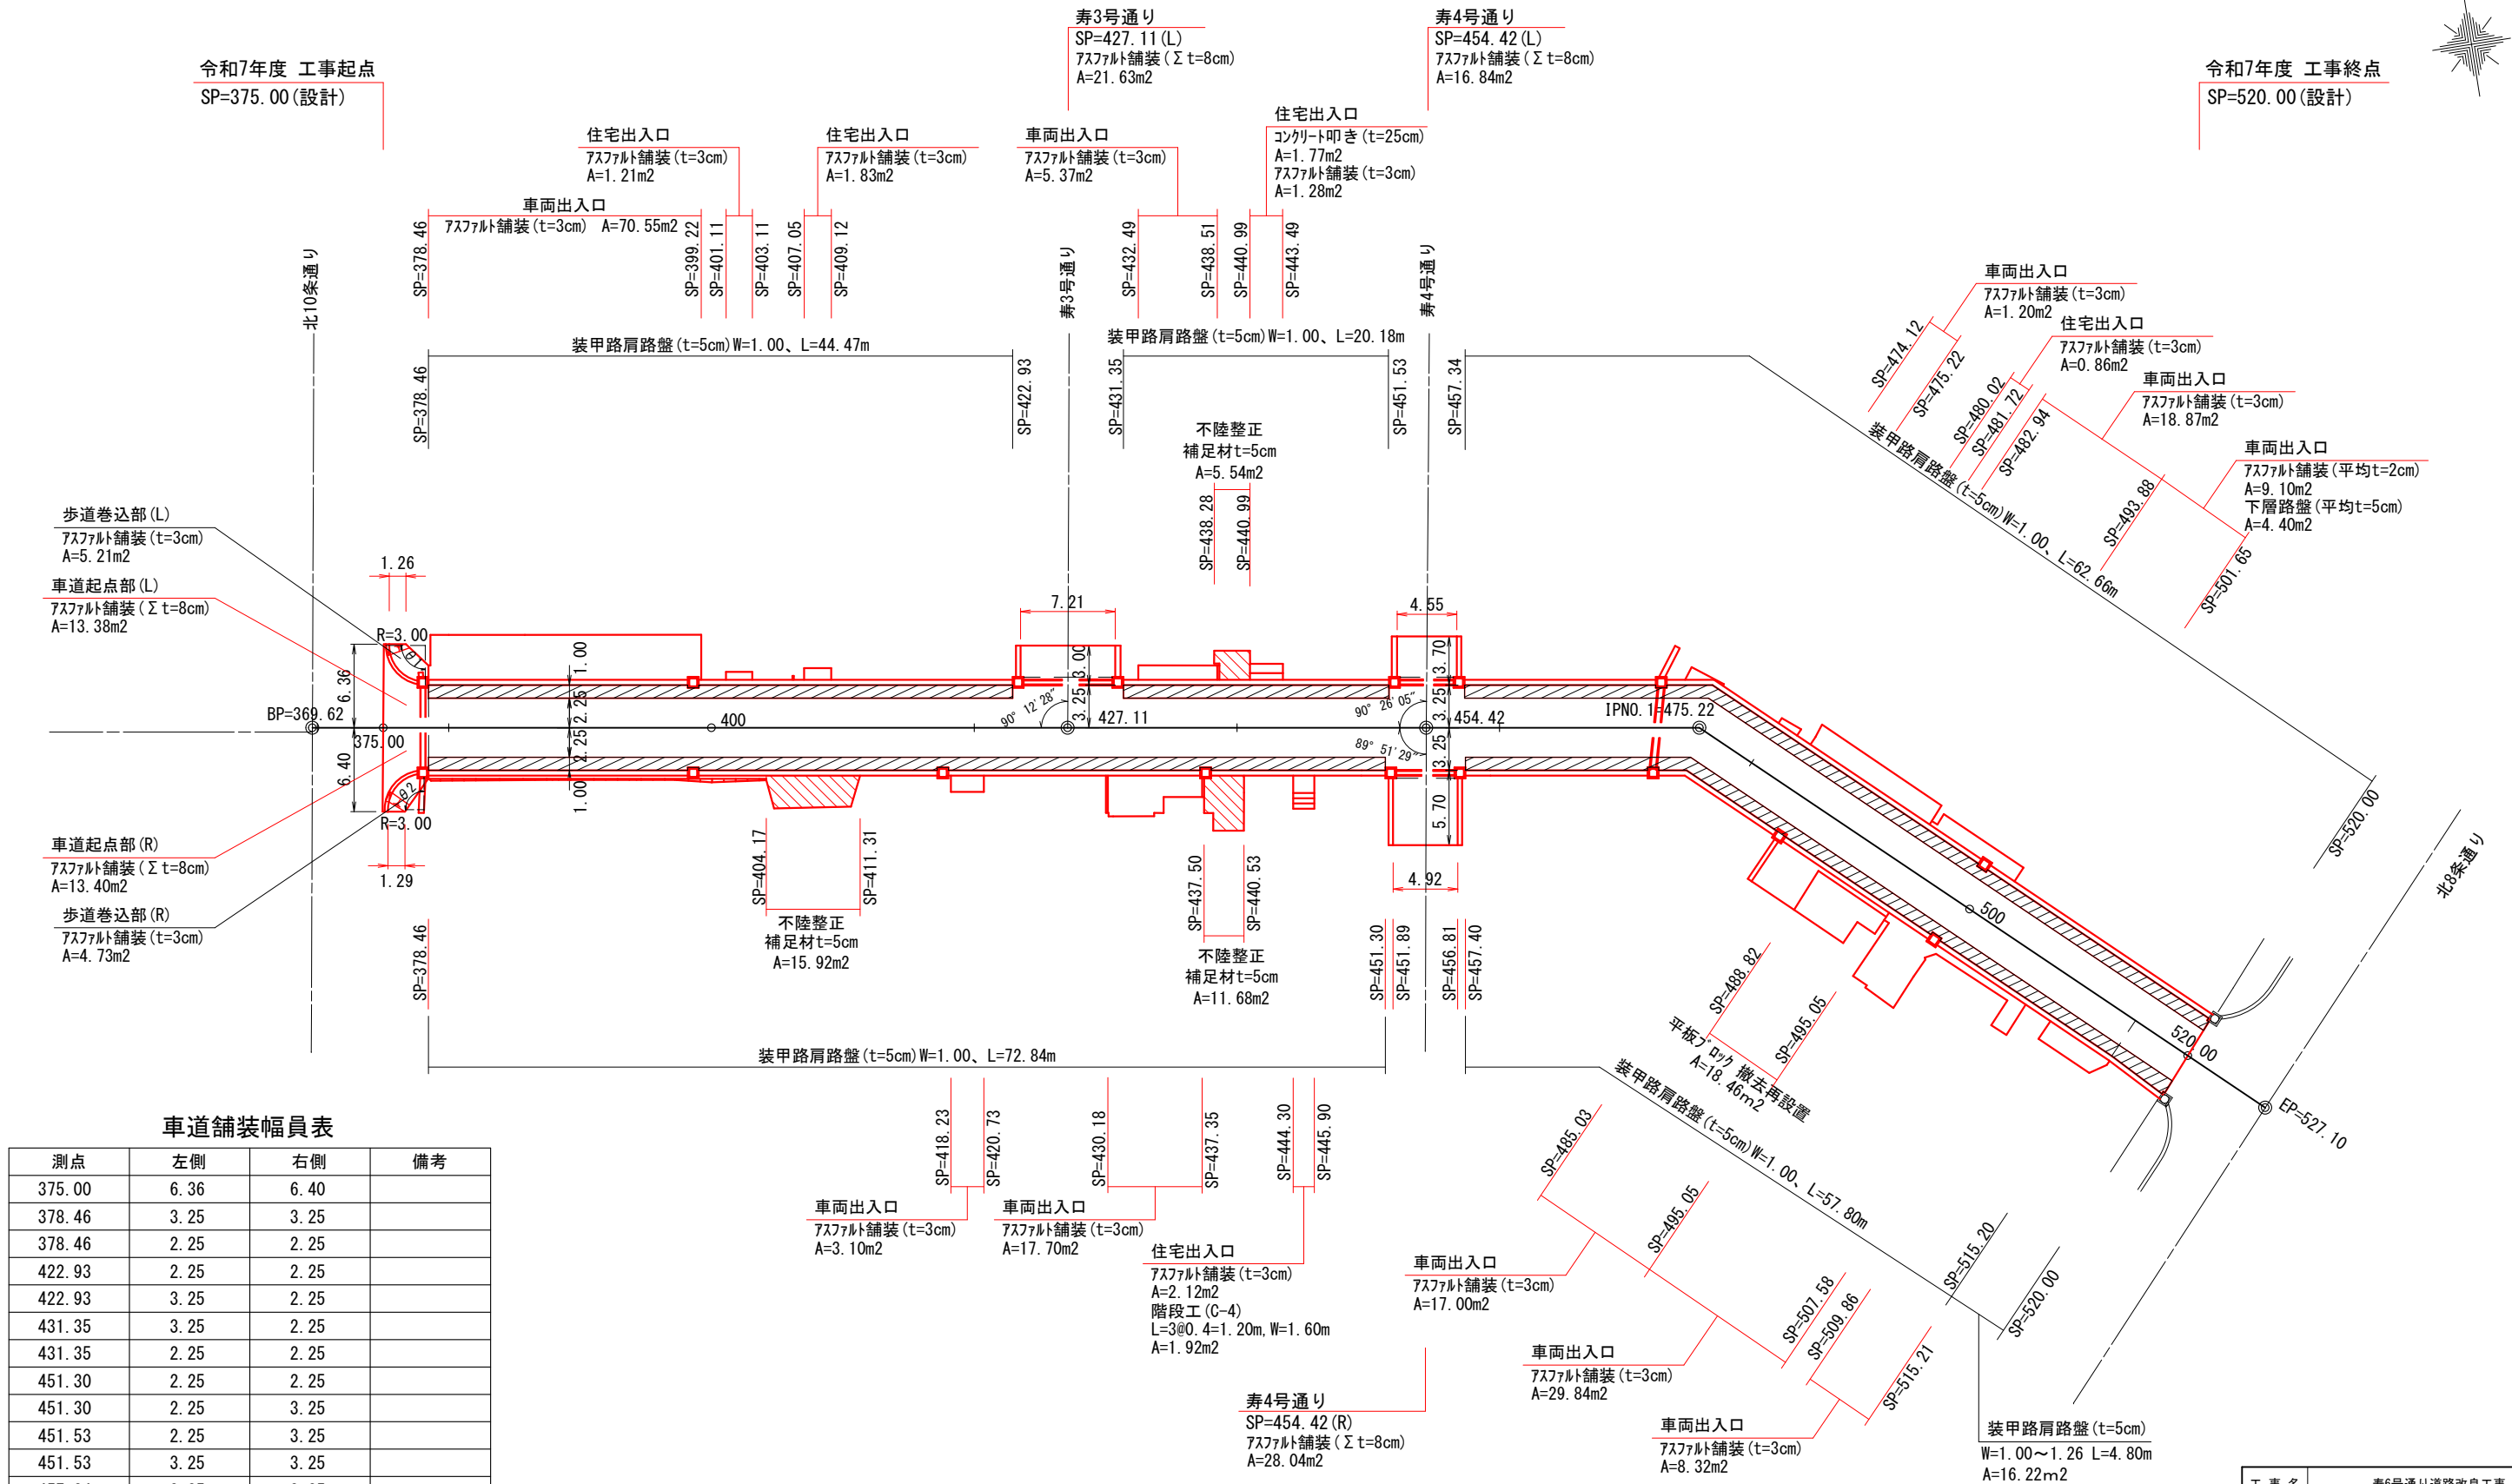 令和7年度 工事起点
SP=375.00(設計)
寿3号通り
SP=427.11(L)
アスファルト舗装(Σt=8cm)
A=21.63m2
寿4号通り
SP=454.42(L)
アスファルト舗装(Σt=8cm)
A=16.84m2
令和7年度 工事終点
SP=520.00(設計)
住宅出入口
アスファルト舗装(t=3cm)
A=1.21m2
住宅出入口
アスファルト舗装(t=3cm)
A=1.83m2
車両出入口
アスファルト舗装(t=3cm)
A=5.37m2
住宅出入口
コンクリート叩き(t=25cm)
A=1.77m2
アスファルト舗装(t=3cm)
A=1.28m2
車両出入口
アスファルト舗装(t=3cm) A=70.55m2
北10条通り
SP=378.46
SP=399.22
SP=401.11
SP=403.11
SP=407.05
SP=409.12
寿3号通り
SP=432.49
SP=438.51
SP=440.99
SP=443.49
寿4号通り
車両出入口
アスファルト舗装(t=3cm)
A=1.20m2
住宅出入口
アスファルト舗装(t=3cm)
A=0.86m2
車両出入口
アスファルト舗装(t=3cm)
A=18.87m2
車両出入口
アスファルト舗装(平均t=2cm)
A=9.10m2
下層路盤(平均t=5cm)
A=4.40m2
SP=474.12
SP=475.22
SP=480.02
SP=481.72
SP=482.94
SP=493.88
SP=501.65
装甲路肩路盤(t=5cm)W=1.00、L=44.47m
装甲路肩路盤(t=5cm)W=1.00、L=20.18m
装甲路肩路盤(t=5cm)W=1.00、L=62.66m
SP=378.46
SP=422.93
SP=431.35
SP=451.53
SP=457.34
SP=520.00
不陸整正
補足材t=5cm
A=5.54m2
SP=438.28
SP=440.99
歩道巻込部(L)
アスファルト舗装(t=3cm)
A=5.21m2
車道起点部(L)
アスファルト舗装(Σt=8cm)
A=13.38m2
1.26
R=3.00
θ1
6.36
1.00
2.25
7.21
3.00
3.25
4.55
3.70
3.25
90°12'28"
90°26'05"
BP=369.62
375.00
400
427.11
454.42
IPNO.1=475.22
6.40
2.25
1.00
89°51'29"
3.25
5.70
θ2
R=3.00
1.29
4.92
車道起点部(R)
アスファルト舗装(Σt=8cm)
A=13.40m2
歩道巻込部(R)
アスファルト舗装(t=3cm)
A=4.73m2
SP=404.17
SP=411.31
不陸整正
補足材t=5cm
A=15.92m2
SP=437.50
SP=440.53
不陸整正
補足材t=5cm
A=11.68m2
SP=378.46
SP=451.30
SP=451.89
SP=456.81
SP=457.40
500
520.00
EP=527.10
北8条通り
SP=488.82
SP=495.05
平板ブロック 撤去再設置
A=18.46m2
装甲路肩路盤(t=5cm)W=1.00、L=72.84m
装甲路肩路盤(t=5cm)W=1.00、L=57.80m
SP=418.23
SP=420.73
SP=430.18
SP=437.35
SP=444.30
SP=445.90
車両出入口
アスファルト舗装(t=3cm)
A=3.10m2
車両出入口
アスファルト舗装(t=3cm)
A=17.70m2
住宅出入口
アスファルト舗装(t=3cm)
A=2.12m2
階段工(C-4)
L=3@0.4=1.20m,W=1.60m
A=1.92m2
寿4号通り
SP=454.42(R)
アスファルト舗装(Σt=8cm)
A=28.04m2
SP=485.03
SP=495.05
SP=507.58
SP=509.86
SP=515.21
SP=515.20
SP=520.00
車両出入口
アスファルト舗装(t=3cm)
A=17.00m2
車両出入口
アスファルト舗装(t=3cm)
A=29.84m2
車両出入口
アスファルト舗装(t=3cm)
A=8.32m2
装甲路肩路盤(t=5cm)
W=1.00～1.26 L=4.80m
A=16.22m2
車道舗装幅員表
測点 左側 右側 備考
375.00 6.36 6.40
378.46 3.25 3.25
378.46 2.25 2.25
422.93 2.25 2.25
422.93 3.25 2.25
431.35 3.25 2.25
431.35 2.25 2.25
451.30 2.25 2.25
451.30 2.25 3.25
451.53 2.25 3.25
451.53 3.25 3.25